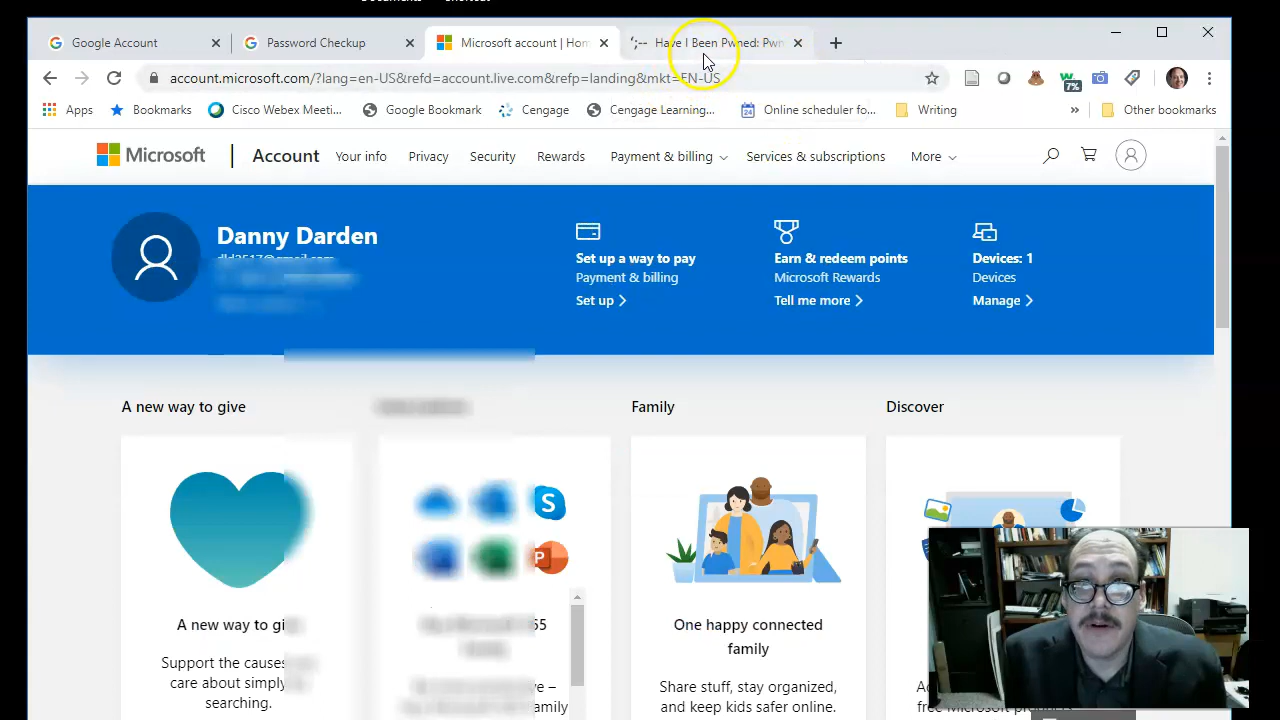 Google Account
Password Checkup
Microsoft account | Hom
Have I Been Pwned: Pwn
account.microsoft.com/?lang=en-US&refd=account.live.com&refp=landing&mkt=EN-US
7%
Apps
Bookmarks
Cisco Webex Meeti...
Google Bookmarks
Cengage
Cengage Learning,...
Online scheduler fo...
Writing
»
Other bookmarks
Microsoft
Account
Your info
Privacy
Security
Rewards
Payment & billing
Services & subscriptions
More
Danny Darden
Set up a way to pay
Payment & billing
Set up
Earn & redeem points
Microsoft Rewards
Tell me more
Devices: 1
Devices
Manage
A new way to give
Family
Discover
A new way to gi
Support the causes
care about simply
searching.
One happy connected
family
Share stuff, stay organized,
and keep kids safer online.